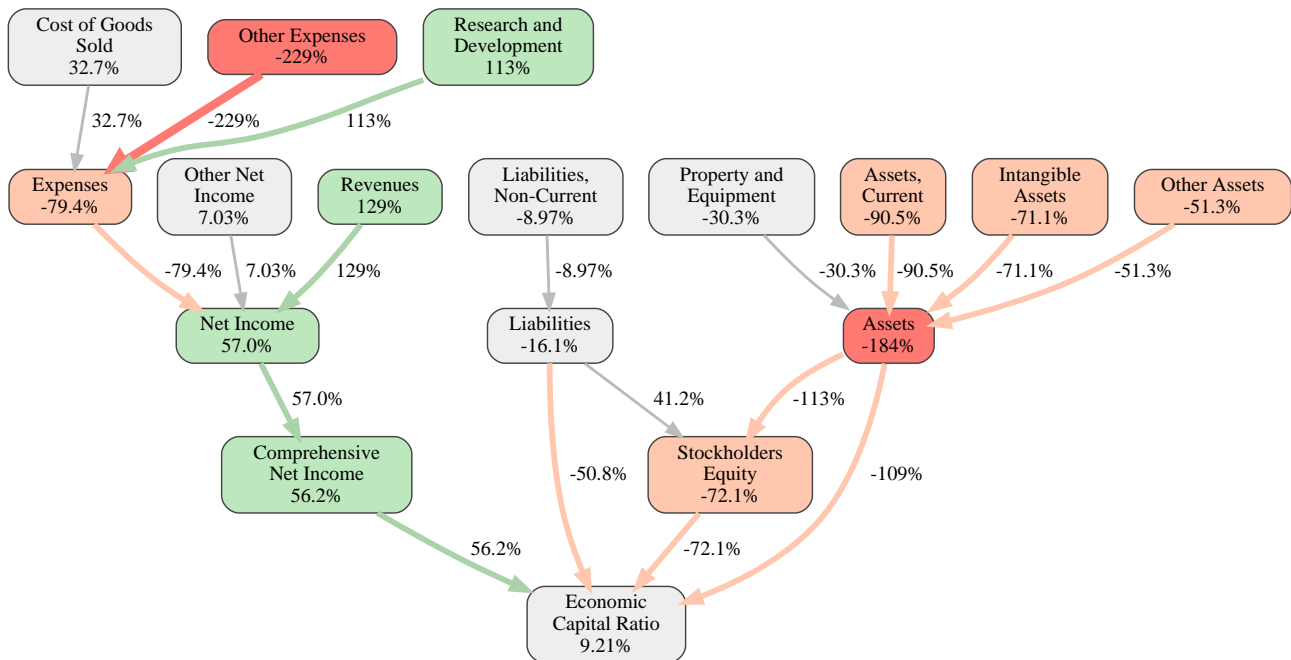 Cost of Goods
Sold
32.7%
Other Expenses
-229%
Research and
Development
113%
32.7%
-229%
113%
Expenses
-79.4%
Other Net
Income
7.03%
Revenues
129%
Liabilities,
Non-Current
-8.97%
Property and
Equipment
-30.3%
Assets,
Current
-90.5%
Intangible
Assets
-71.1%
Other Assets
-51.3%
-79.4%
7.03%
129%
-8.97%
-30.3%
-90.5%
-71.1%
-51.3%
Net Income
57.0%
Liabilities
-16.1%
Assets
-184%
57.0%
41.2%
-113%
Comprehensive
Net Income
56.2%
-50.8%
Stockholders
Equity
-72.1%
-109%
56.2%
-72.1%
Economic
Capital Ratio
9.21%